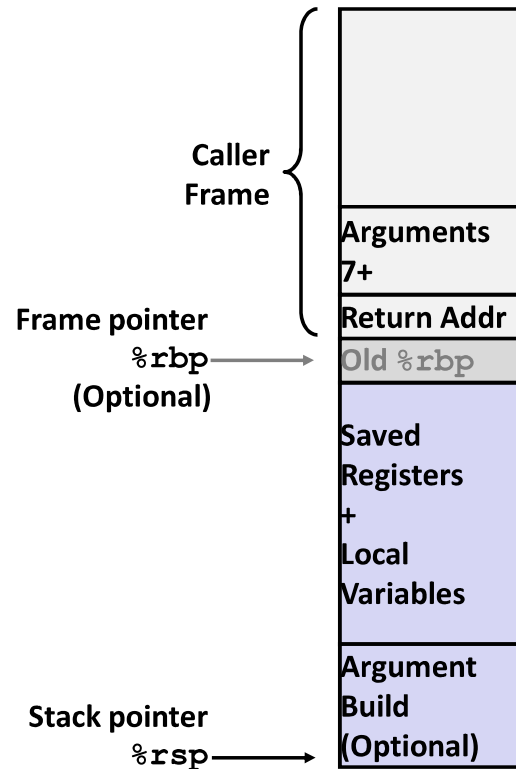 Caller
Frame
Arguments
7+
Return Addr
Frame pointer
%rbp
(Optional)
Old %rbp
Saved
Registers
+
Local
Variables
Argument
Build
(Optional)
Stack pointer
%rsp